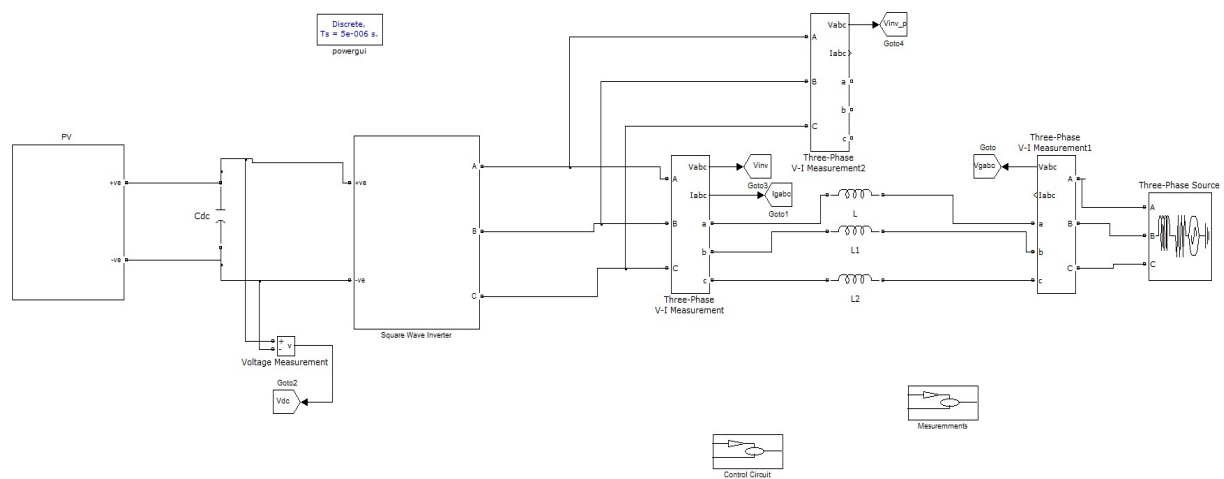 Discrete,
Ts = 5e-006 s.
powergui
Vabc
Iabc
A
B
C
a
b
c
Three-Phase
V-I Measurement2
Vinv_p
Goto4
PV
+ve
-ve
Cdc
+ve
-ve
A
B
C
Square Wave Inverter
Vabc
Iabc
A
B
C
a
b
c
Three-Phase
V-I Measurement
Vinv
Goto3
Igabc
Goto1
L
L1
L2
Goto
Vgabc
Three-Phase
V-I Measurement1
Vabc
Iabc
A
B
C
a
b
c
Three-Phase Source
A
B
C
+
-
v
Voltage Measurement
Goto2
Vdc
Mesuremnents
Control Circuit